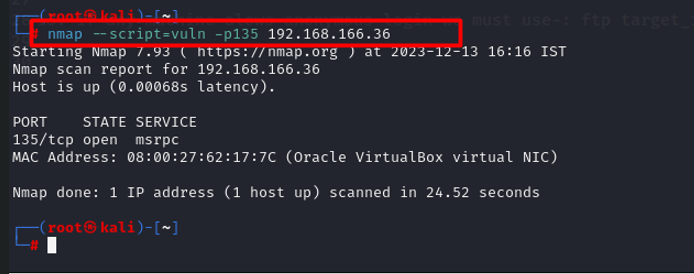 must use-: ftp target_
┌──(root㉿kali)-[~]
└─# nmap --script=vuln -p135 192.168.166.36
Starting Nmap 7.93 ( https://nmap.org ) at 2023-12-13 16:16 IST
Nmap scan report for 192.168.166.36
Host is up (0.00068s latency).
PORT    STATE SERVICE
135/tcp open  msrpc
MAC Address: 08:00:27:62:17:7C (Oracle VirtualBox virtual NIC)
Nmap done: 1 IP address (1 host up) scanned in 24.52 seconds
┌──(root㉿kali)-[~]
└─#